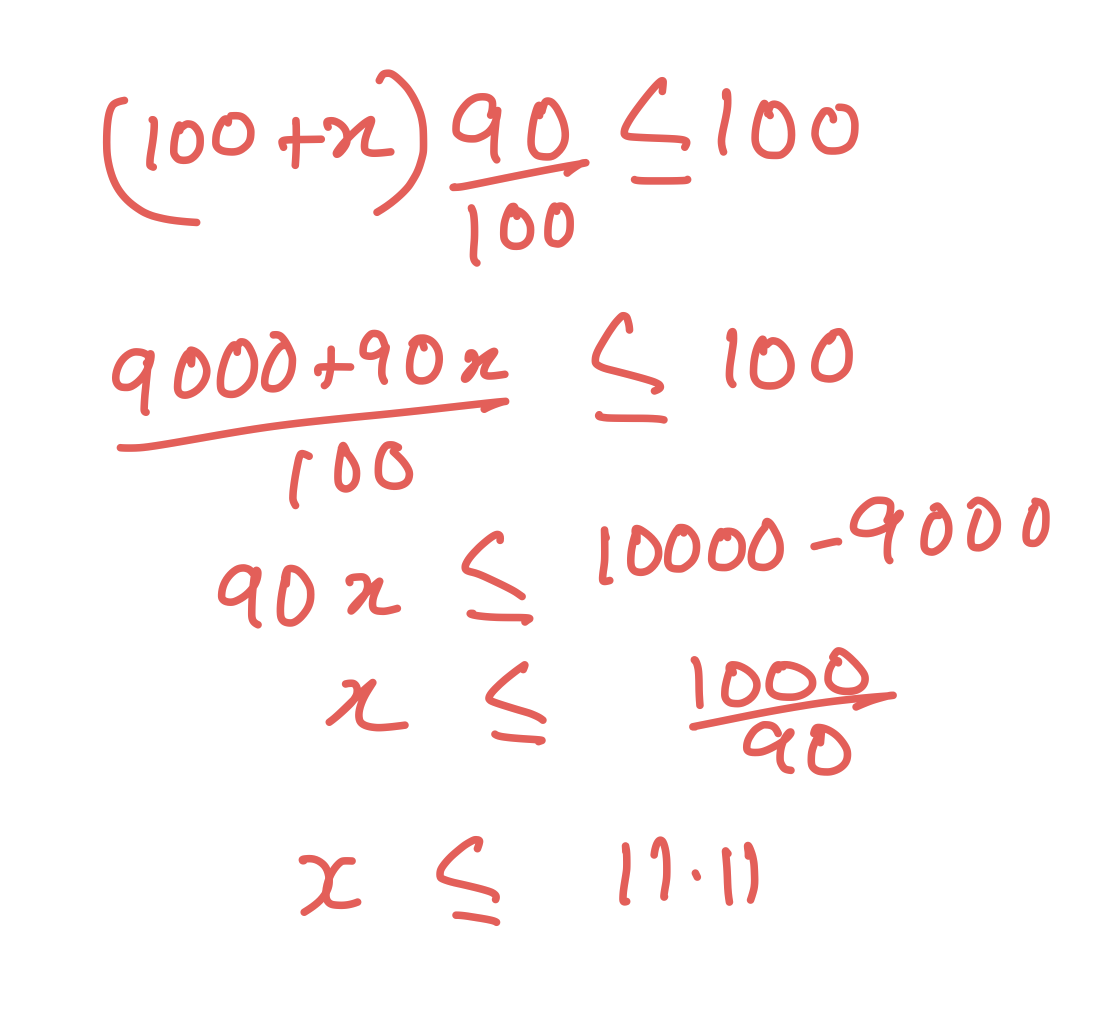 (100+x) 90/100 ≤ 100
9000+90x/100 ≤ 100
90x ≤ 10000-9000
x ≤ 1000/90
x ≤ 11.11